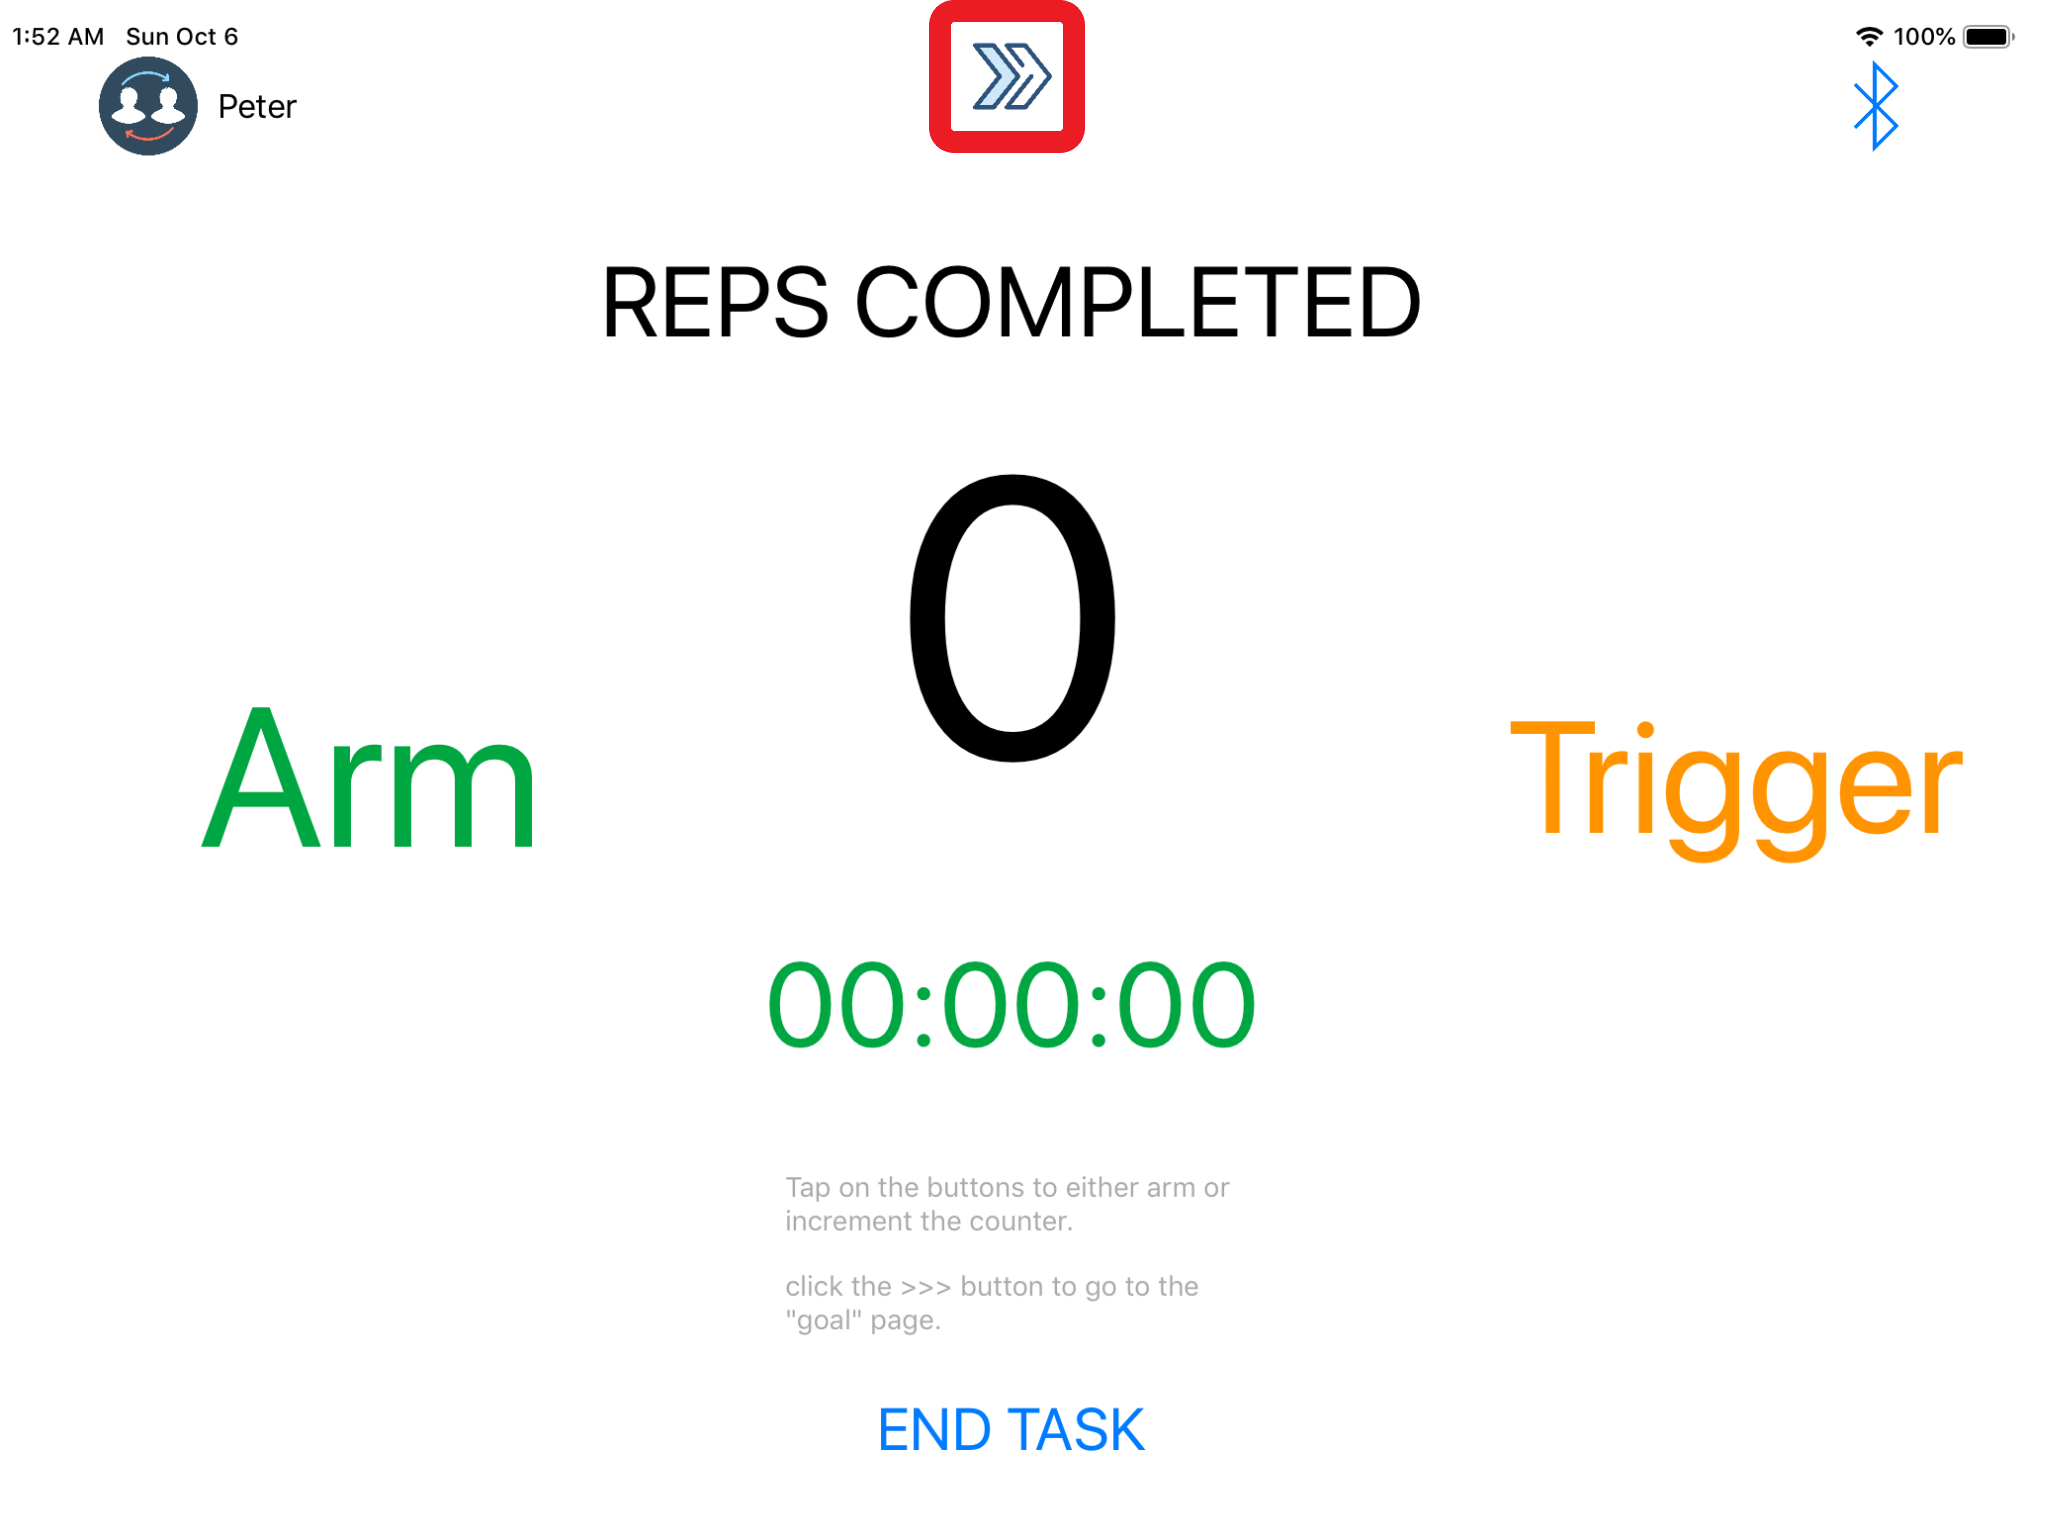 1:52 AM Sun Oct 6
100%
Peter
REPS COMPLETED
0
Arm
Trigger
00:00:00
Tap on the buttons to either arm or
increment the counter.
click the >>> button to go to the
"goal" page.
END TASK